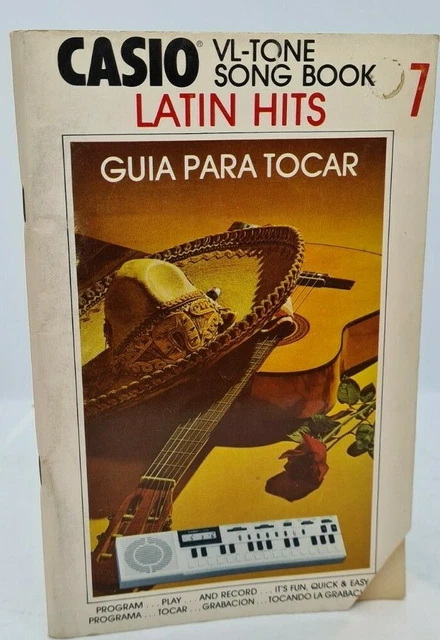 CASIO® VL-TONE
SONG BOOK 7
LATIN HITS
GUIA PARA TOCAR
PROGRAM . . . PLAY . . . AND RECORD . . . IT'S FUN, QUICK & EASY
PROGRAMA . . . TOCAR . . . GRABACION . . . TOCANDO LA GRABACI